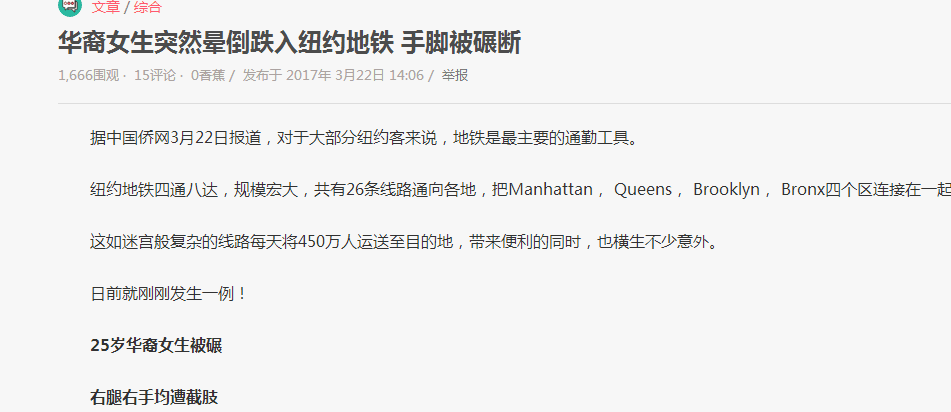 文章 / 综合
华裔女生突然晕倒跌入纽约地铁 手脚被碾断
1,666围观 · 15评论 · 0香蕉 / 发布于 2017年 3月22日 14:06 / 举报
据中国侨网3月22日报道，对于大部分纽约客来说，地铁是最主要的通勤工具。
纽约地铁四通八达，规模宏大，共有26条线路通向各地，把Manhattan， Queens， Brooklyn， Bronx四个区连接在一起
这如迷宫般复杂的线路每天将450万人运送至目的地，带来便利的同时，也横生不少意外。
日前就刚刚发生一例！
25岁华裔女生被碾
右腿右手均遭截肢